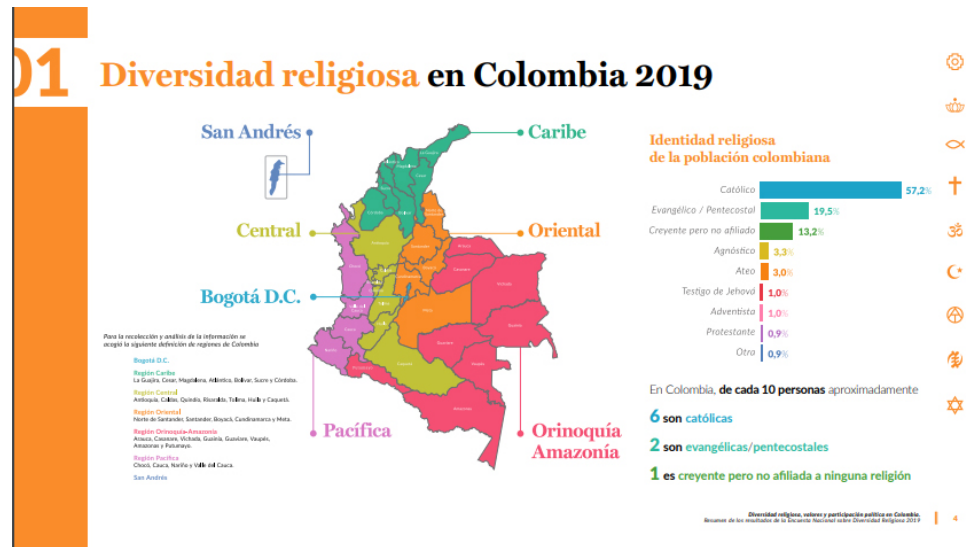 01
Diversidad religiosa en Colombia 2019
San Andrés
Caribe
Central
Oriental
Bogotá D.C.
Pacífica
Orinoquía
Amazonía
Para la recolección y análisis de la información se
acogió la siguiente definición de regiones de Colombia
Bogotá D.C.
Región Caribe
La Guajira, Cesar, Magdalena, Atlántico, Bolívar, Sucre y Córdoba.
Región Central
Antioquia, Caldas, Quindío, Risaralda, Tolima, Huila y Caquetá.
Región Oriental
Norte de Santander, Santander, Boyacá, Cundinamarca y Meta.
Región Orinoquía-Amazonía
Arauca, Casanare, Vichada, Guainía, Guaviare, Vaupés,
Amazonas y Putumayo.
Región Pacífica
Chocó, Cauca, Nariño y Valle del Cauca.
San Andrés
Identidad religiosa
de la población colombiana
Católico 57,2%
Evangélico / Pentecostal 19,5%
Creyente pero no afiliado 13,2%
Agnóstico 3,3%
Ateo 3,0%
Testigo de Jehová 1,0%
Adventista 1,0%
Protestante 0,9%
Otra 0,9%
En Colombia, de cada 10 personas aproximadamente
6 son católicas
2 son evangélicas/pentecostales
1 es creyente pero no afiliada a ninguna religión
Diversidad religiosa, valores y participación política en Colombia.
Resumen de los resultados de la Encuesta Nacional sobre Diversidad Religiosa 2019
4